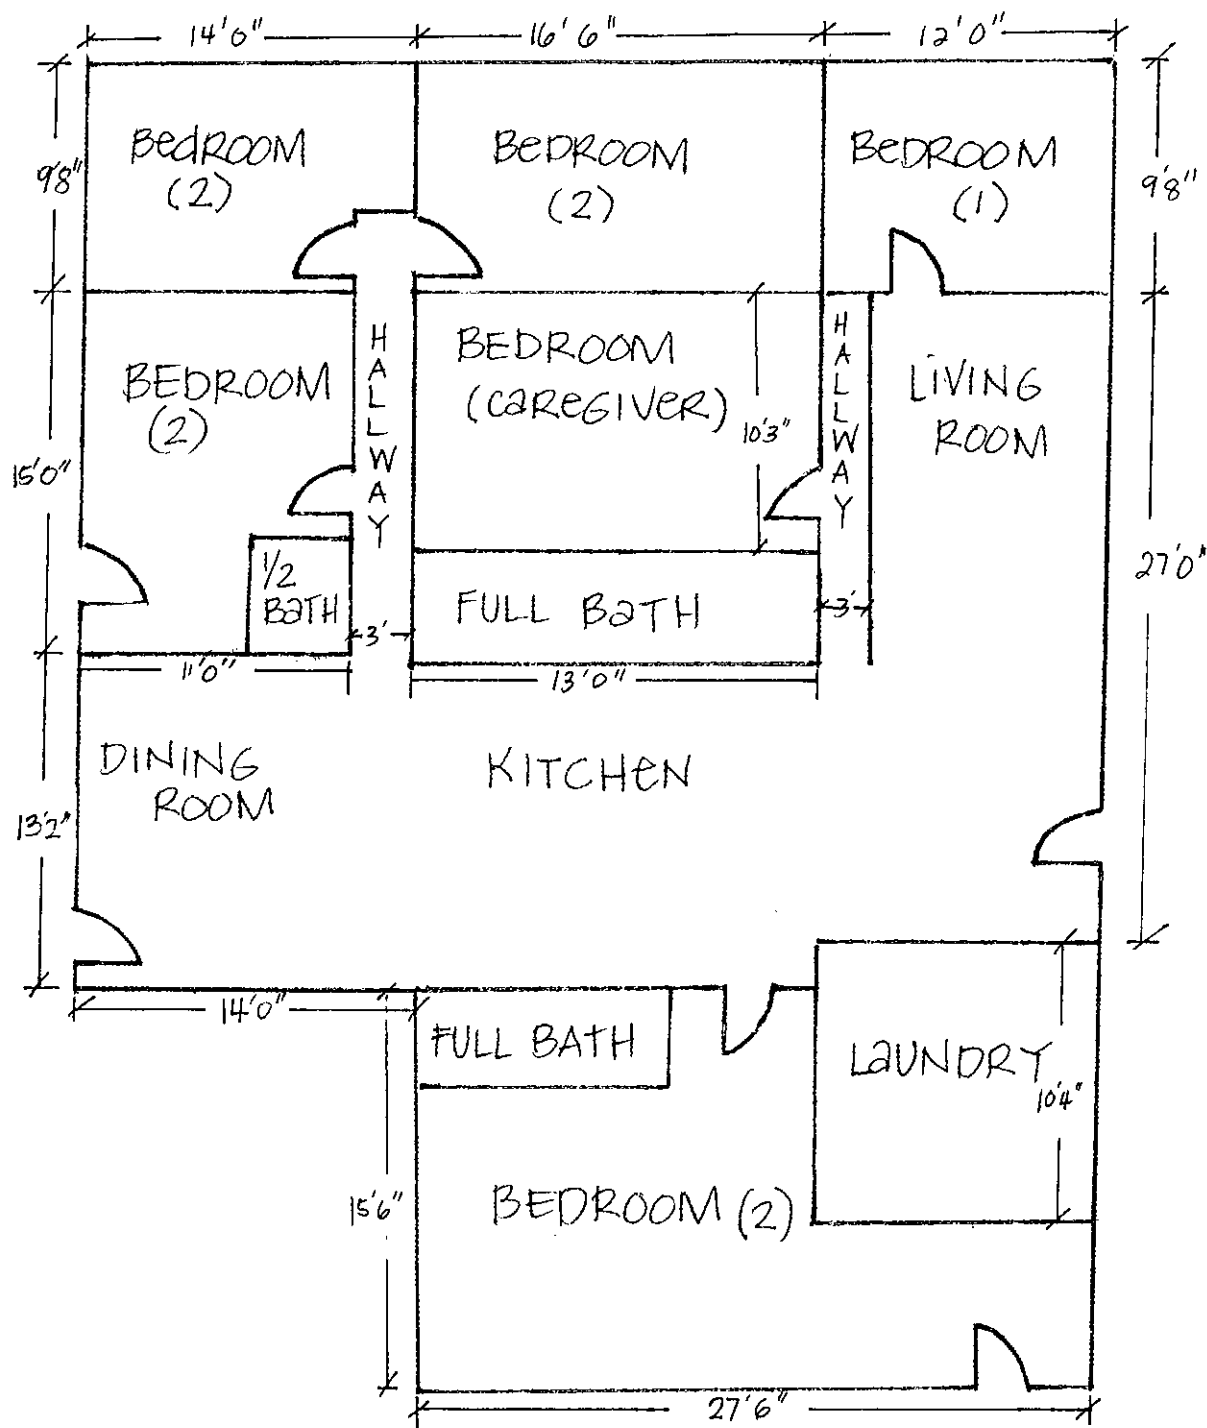 14'0"
16'6"
12'0"
BedROOM
(2)
BeDROOM
(2)
BeDROOM
(1)
9'8"
9'8"
HALLWAY
BEDROOM
(CaReGIVeR)
10'3"
HALLWAY
LiVING
ROOM
BEDROOM
(2)
15'0"
1/2
BaTH
3'
FULL BaTH
3'
27'0"
11'0"
13'0"
DINING
ROOM
KITCHeN
13'2"
14'0"
FULL BATH
LaUNDRY
10'4"
15'6"
BEDROOM (2)
27'6"